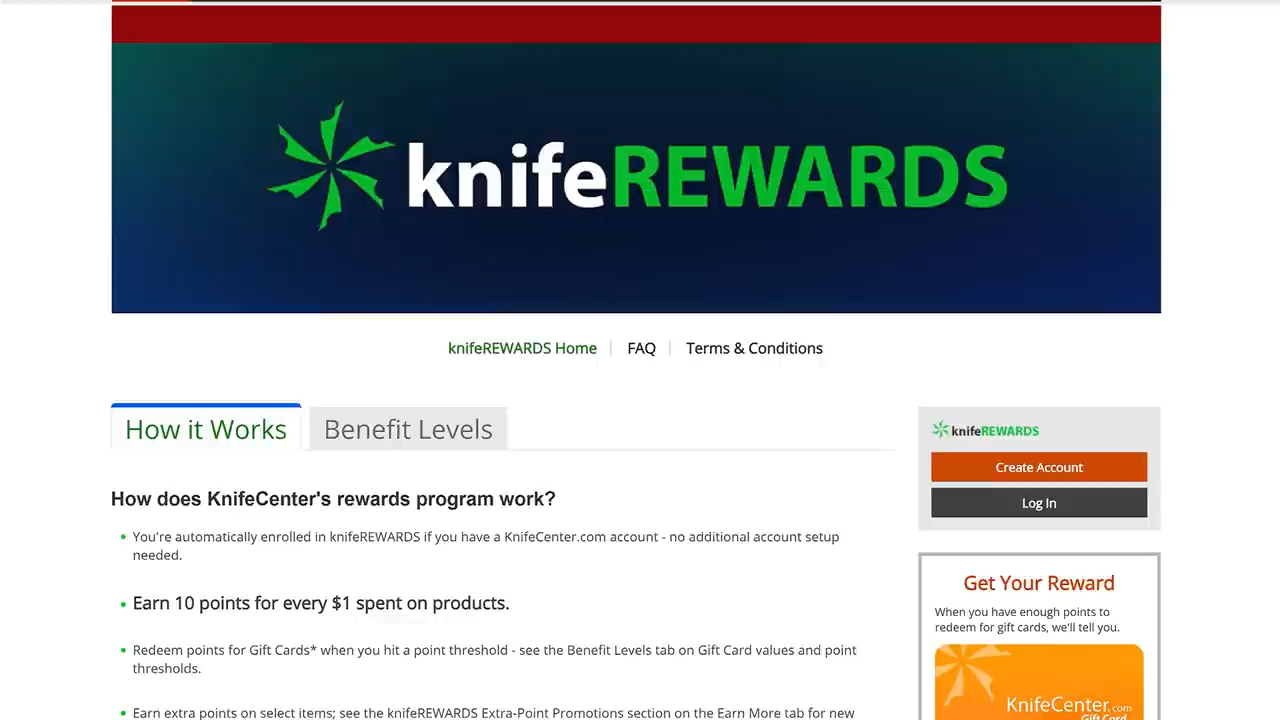 knifeREWARDS
knifeREWARDS Home
FAQ
Terms & Conditions
How it Works
Benefit Levels
How does KnifeCenter's rewards program work?
You're automatically enrolled in knifeREWARDS if you have a KnifeCenter.com account - no additional account setup
needed.
Earn 10 points for every $1 spent on products.
Redeem points for Gift Cards* when you hit a point threshold - see the Benefit Levels tab on Gift Card values and point
thresholds.
Earn extra points on select items; see the knifeREWARDS Extra-Point Promotions section on the Earn More tab for new
knifeREWARDS
Create Account
Log In
Get Your Reward
When you have enough points to
redeem for gift cards, we'll tell you.
KnifeCenter.com
Gift Card